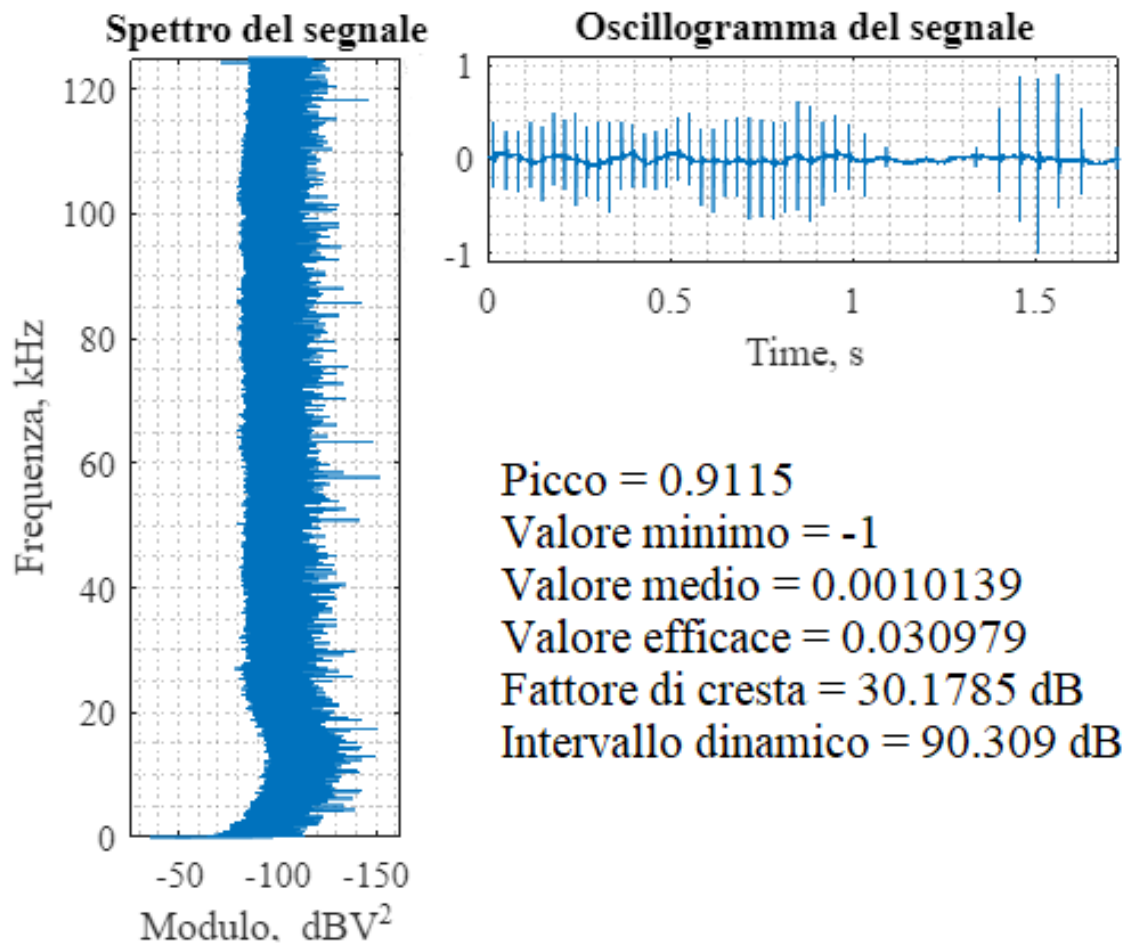 Spettro del segnale
120
100
80
60
40
20
0
Frequenza, kHz
-50 -100 -150
Modulo, dBV²
Oscillogramma del segnale
1
0
-1
0 0.5 1 1.5
Time, s
Picco = 0.9115
Valore minimo = -1
Valore medio = 0.0010139
Valore efficace = 0.030979
Fattore di cresta = 30.1785 dB
Intervallo dinamico = 90.309 dB